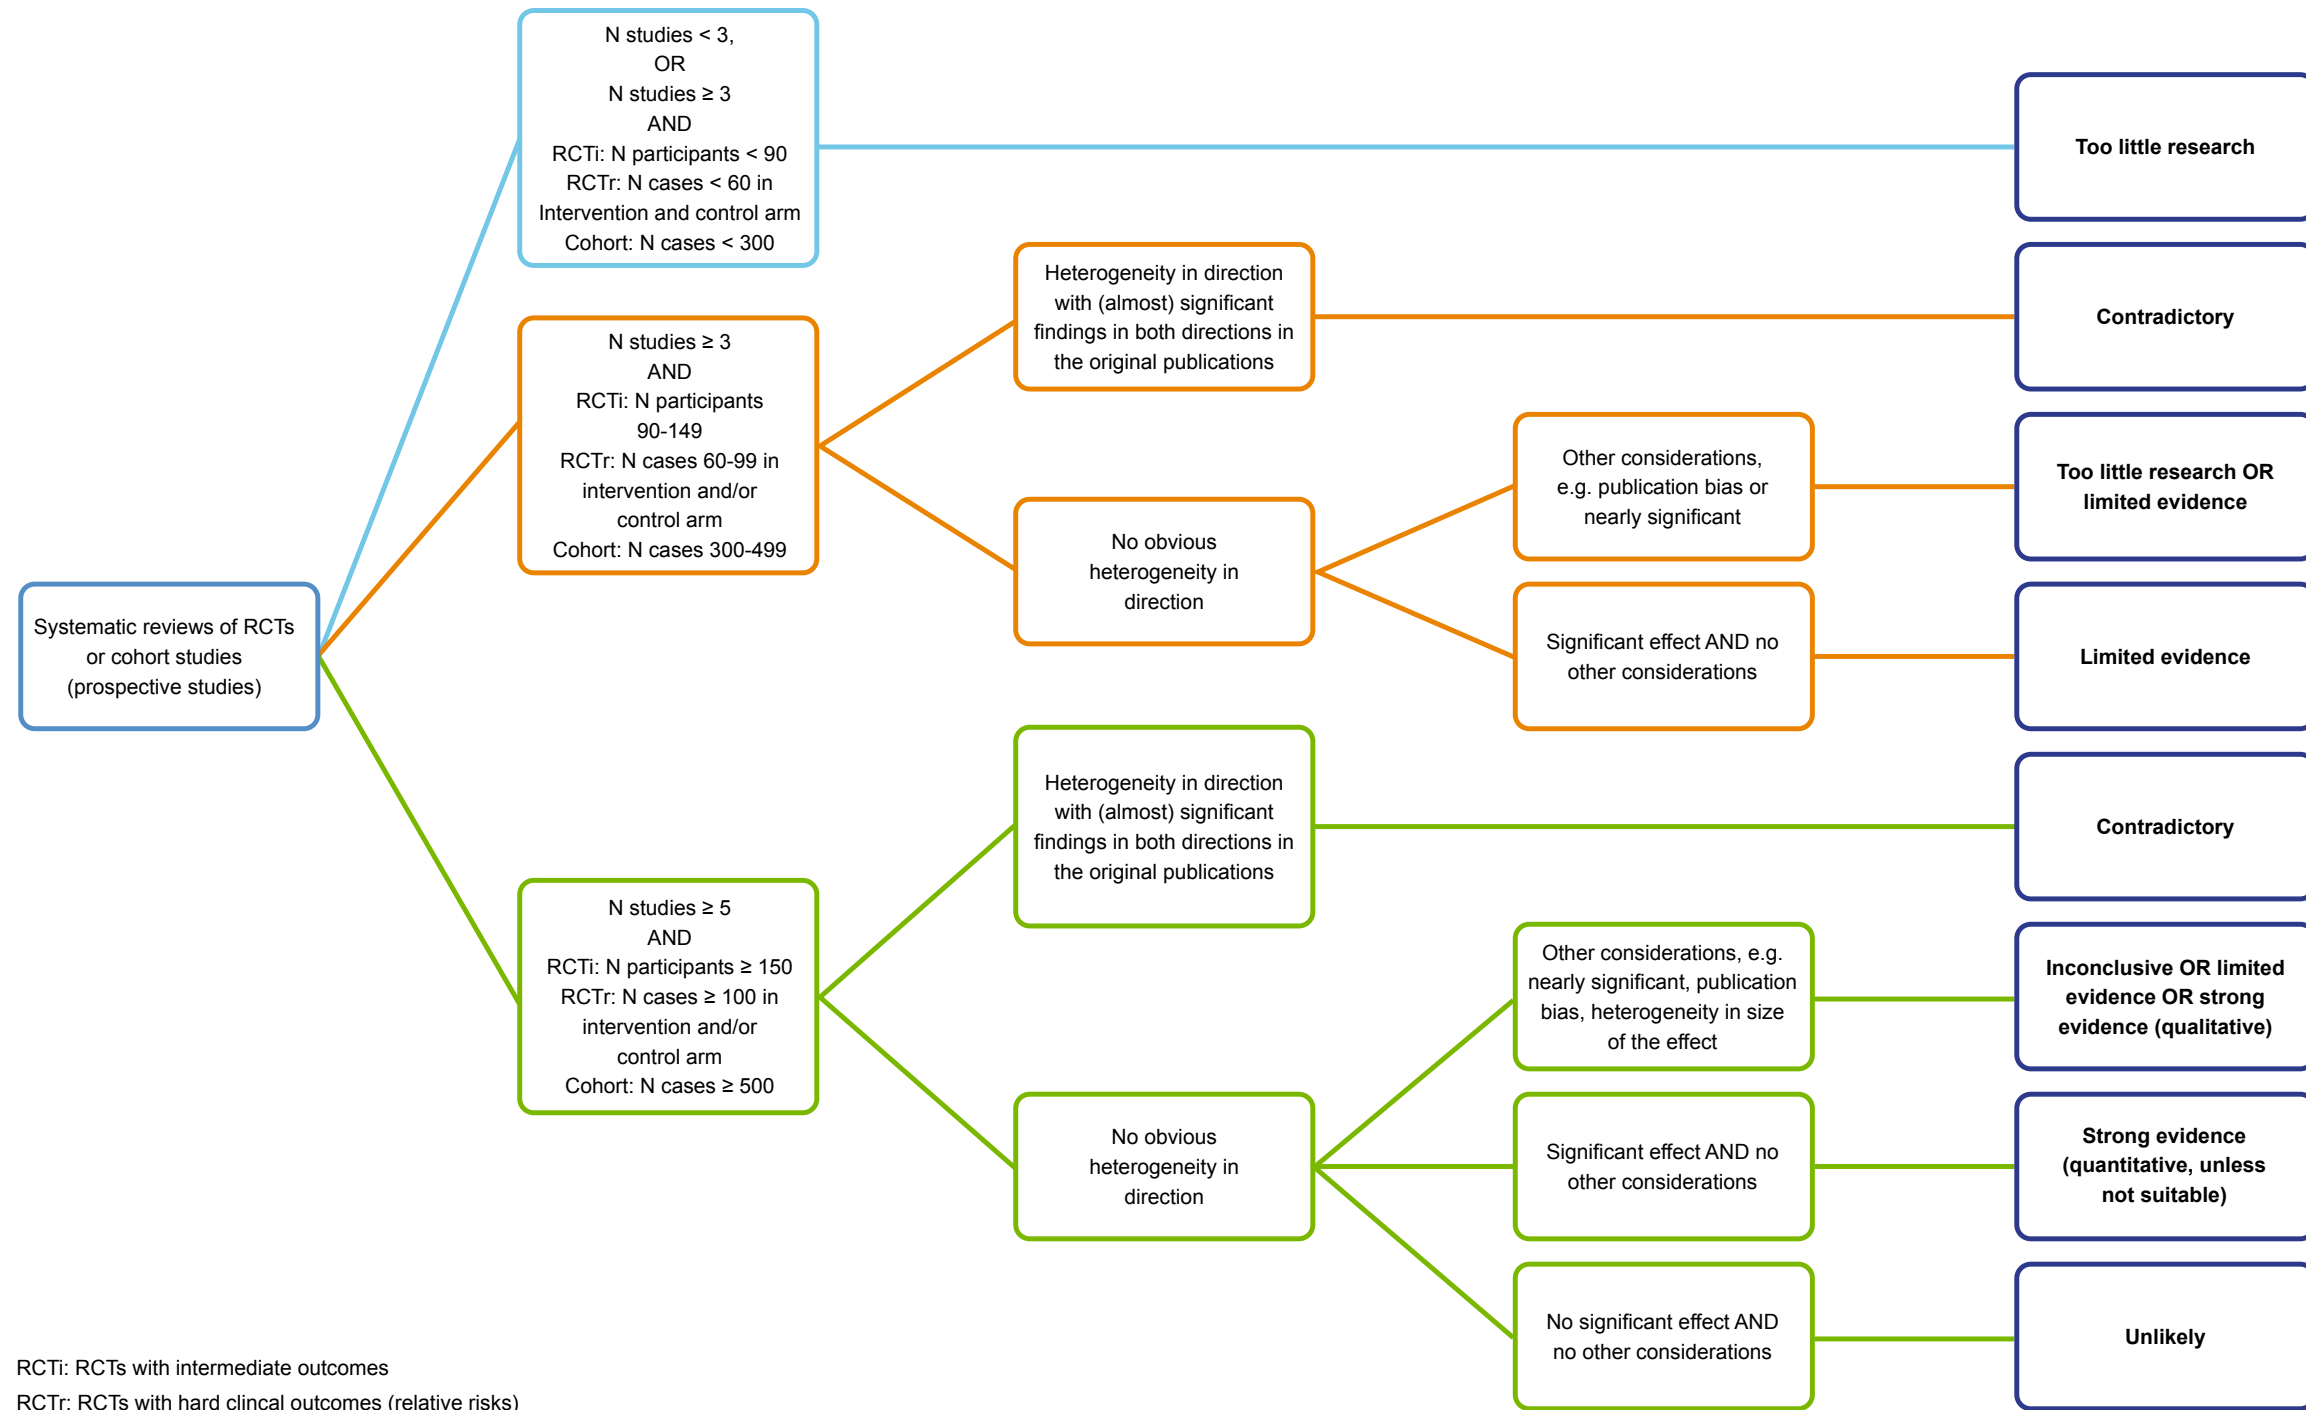 Systematic reviews of RCTs
or cohort studies
(prospective studies)
N studies < 3,
OR
N studies ≥ 3
AND
RCTi: N participants < 90
RCTr: N cases < 60 in
Intervention and control arm
Cohort: N cases < 300
Too little research
N studies ≥ 3
AND
RCTi: N participants
90-149
RCTr: N cases 60-99 in
intervention and/or
control arm
Cohort: N cases 300-499
Heterogeneity in direction
with (almost) significant
findings in both directions in
the original publications
Contradictory
No obvious
heterogeneity in
direction
Other considerations,
e.g. publication bias or
nearly significant
Too little research OR
limited evidence
Significant effect AND no
other considerations
Limited evidence
N studies ≥ 5
AND
RCTi: N participants ≥ 150
RCTr: N cases ≥ 100 in
intervention and/or
control arm
Cohort: N cases ≥ 500
Heterogeneity in direction
with (almost) significant
findings in both directions in
the original publications
Contradictory
No obvious
heterogeneity in
direction
Other considerations, e.g.
nearly significant, publication
bias, heterogeneity in size
of the effect
Inconclusive OR limited
evidence OR strong
evidence (qualitative)
Significant effect AND no
other considerations
Strong evidence
(quantitative, unless
not suitable)
No significant effect AND
no other considerations
Unlikely
RCTi: RCTs with intermediate outcomes
RCTr: RCTs with hard clincal outcomes (relative risks)